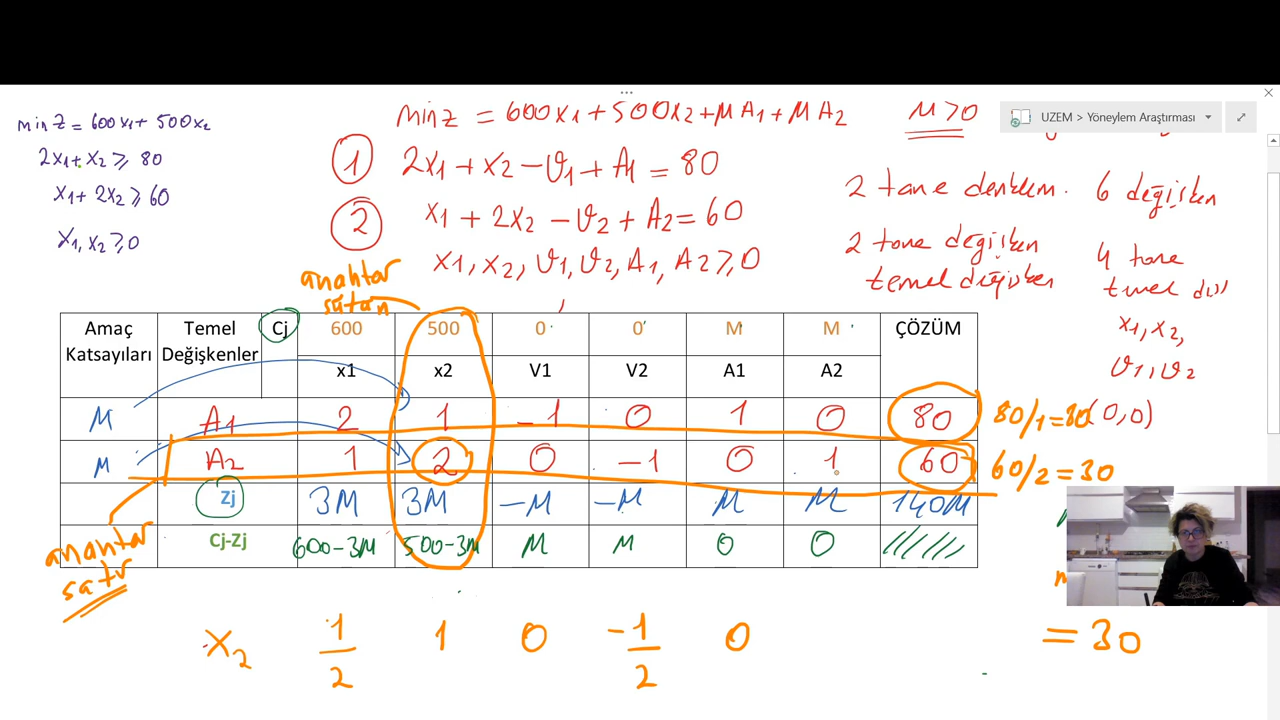 min Z = 600x1 + 500x2
2x1 + x2 ≥ 80
x1 + 2x2 ≥ 60
x1, x2 ≥ 0
min Z = 600x1 + 500x2 + M A1 + M A2
M > 0
UZEM > Yöneylem Araştırması
1 2x1 + x2 - V1 + A1 = 80
2 x1 + 2x2 - V2 + A2 = 60
x1, x2, V1, V2, A1, A2 ≥ 0
2 tane denklem. 6 değişken
2 tane değişken
temel değişken
4 tane
temel
x1, x2,
V1, V2
(0,0)
anahtar
sütun
Amaç Katsayıları Temel Değişkenler Cj 600 500 0 0 M M ÇÖZÜM
x1 x2 V1 V2 A1 A2
M A1 2 1 -1 0 1 0 80 80/1 = 80
M A2 1 2 0 -1 0 1 60 60/2 = 30
Zj 3M 3M -M -M M M 140M
Cj-Zj 600-3M 500-3M M M 0 0
anahtar
satır
x2 1/2 1 0 -1/2 0 = 30